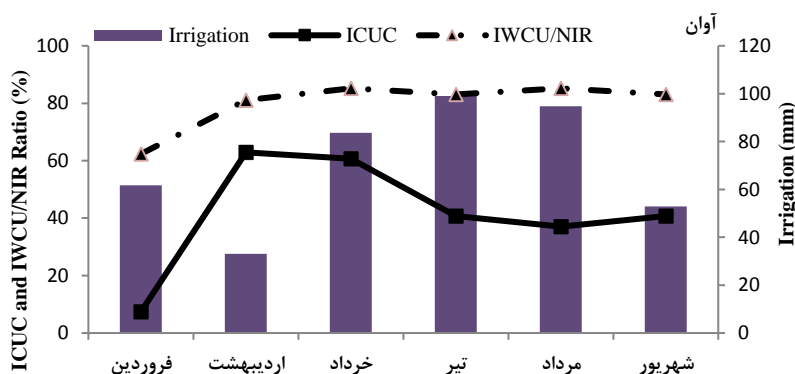 آوان
Irrigation ICUC IWCU/NIR
ICUC and IWCU/NIR Ratio (%)
100
80
60
40
20
0
Irrigation (mm)
120
100
80
60
40
20
0
فروردین اردیبهشت خرداد تیر مرداد شهریور